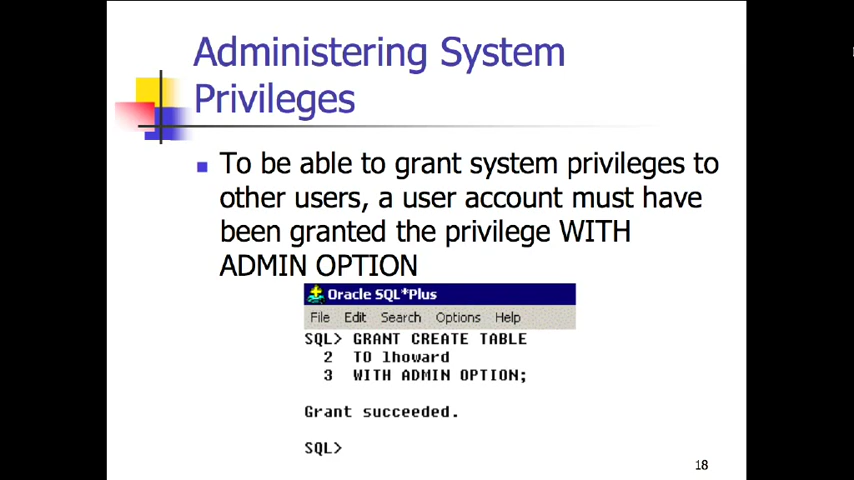 Administering System
Privileges
To be able to grant system privileges to
other users, a user account must have
been granted the privilege WITH
ADMIN OPTION
Oracle SQL*Plus
File Edit Search Options Help
SQL> GRANT CREATE TABLE
2 TO lhoward
3 WITH ADMIN OPTION;
Grant succeeded.
SQL>
18